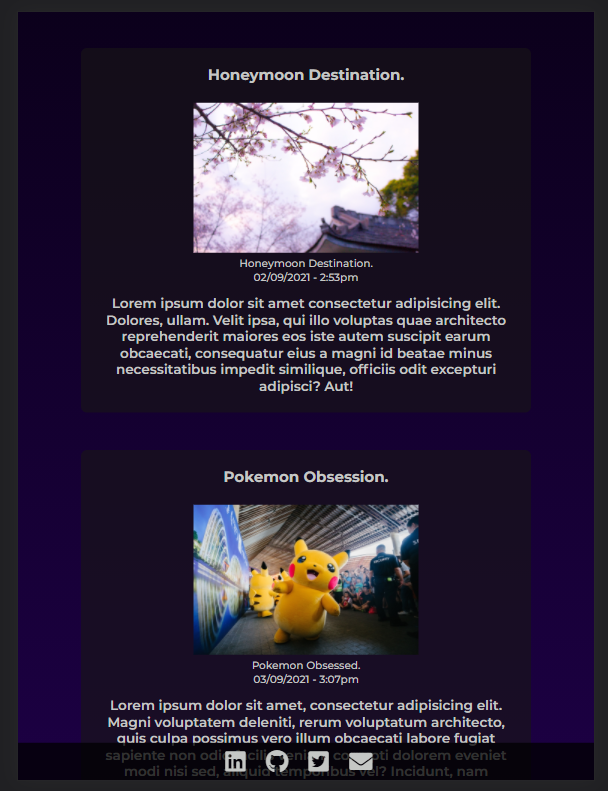 Honeymoon Destination.
Honeymoon Destination.
02/09/2021 - 2:53pm
Lorem ipsum dolor sit amet consectetur adipisicing elit.
Dolores, ullam. Velit ipsa, qui illo voluptas quae architecto
reprehenderit maiores eos iste autem suscipit earum
obcaecati, consequatur eius a magni id beatae minus
necessitatibus impedit similique, officiis odit excepturi
adipisci? Aut!
Pokemon Obsession.
Pokemon Obsessed.
03/09/2021 - 3:07pm
Lorem ipsum dolor sit amet, consectetur adipisicing elit.
Magni voluptatem deleniti, rerum voluptatum architecto,
quis culpa possimus vero illum obcaecati labore fugiat
sapiente non dolorem eveniet
modi nisi sed, aliquid temporibus vel? Incidunt, nam